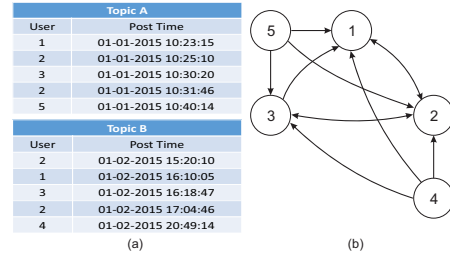 Topic A
User Post Time
1 01-01-2015 10:23:15
2 01-01-2015 10:25:10
3 01-01-2015 10:30:20
2 01-01-2015 10:31:46
5 01-01-2015 10:40:14
Topic B
User Post Time
2 01-02-2015 15:20:10
1 01-02-2015 16:10:05
3 01-02-2015 16:18:47
2 01-02-2015 17:04:46
4 01-02-2015 20:49:14
(a)
5
1
3
2
4
(b)